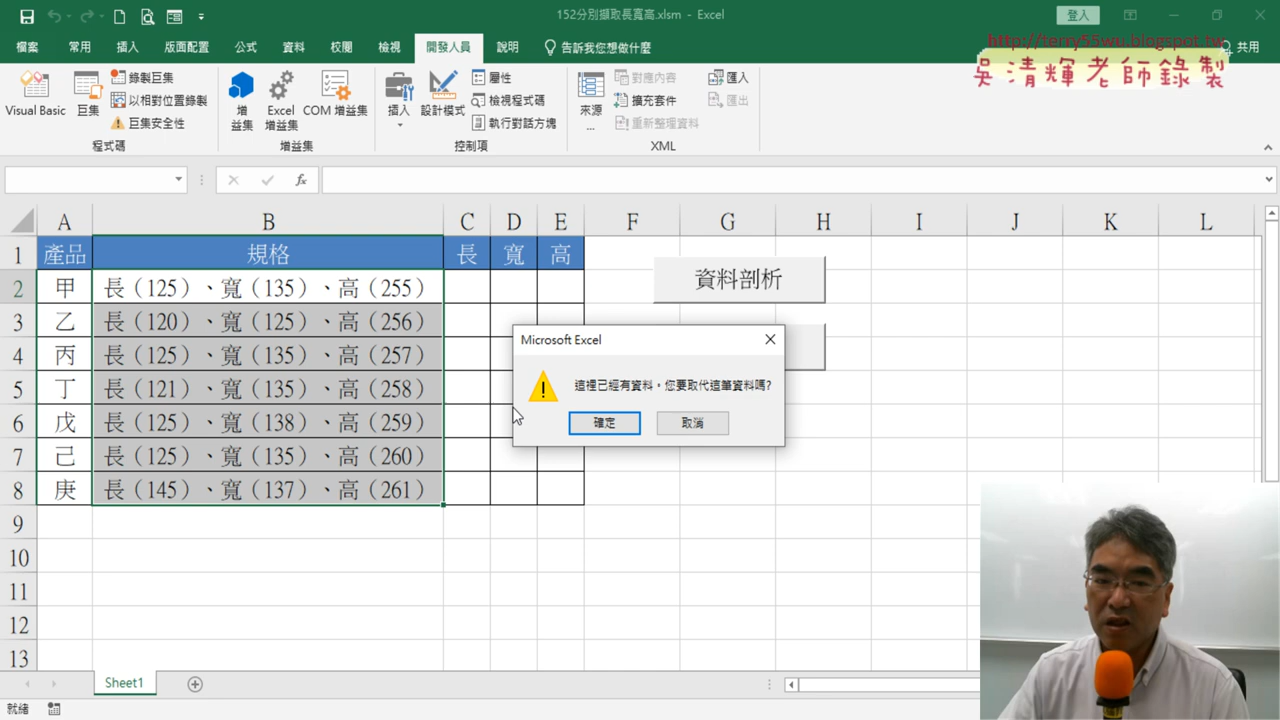 152分別擷取長寬高.xlsm - Excel
登入
檔案 常用 插入 版面配置 公式 資料 校閱 檢視 開發人員 說明 告訴我您想做什麼 共用
http://terry55wu.blogspot.tw
吳清輝老師錄製
Visual Basic 巨集 錄製巨集 以相對位置錄製 巨集安全性
增益集 Excel 增益集 COM 增益集
插入 設計模式 屬性 檢視程式碼 執行對話方塊
來源... 對應內容 擴充套件 重新整理資料 匯入 匯出
程式碼 增益集 控制項 XML
fx
A B C D E F G H I J K L
1 產品 規格 長 寬 高
2 甲 長（125）、寬（135）、高（255）
3 乙 長（120）、寬（125）、高（256）
4 丙 長（125）、寬（135）、高（257）
5 丁 長（121）、寬（135）、高（258）
6 戊 長（125）、寬（138）、高（259）
7 己 長（125）、寬（135）、高（260）
8 庚 長（145）、寬（137）、高（261）
9
10
11
12
13
資料剖析
Microsoft Excel
這裡已經有資料。您要取代這筆資料嗎?
確定 取消
Sheet1
就緒